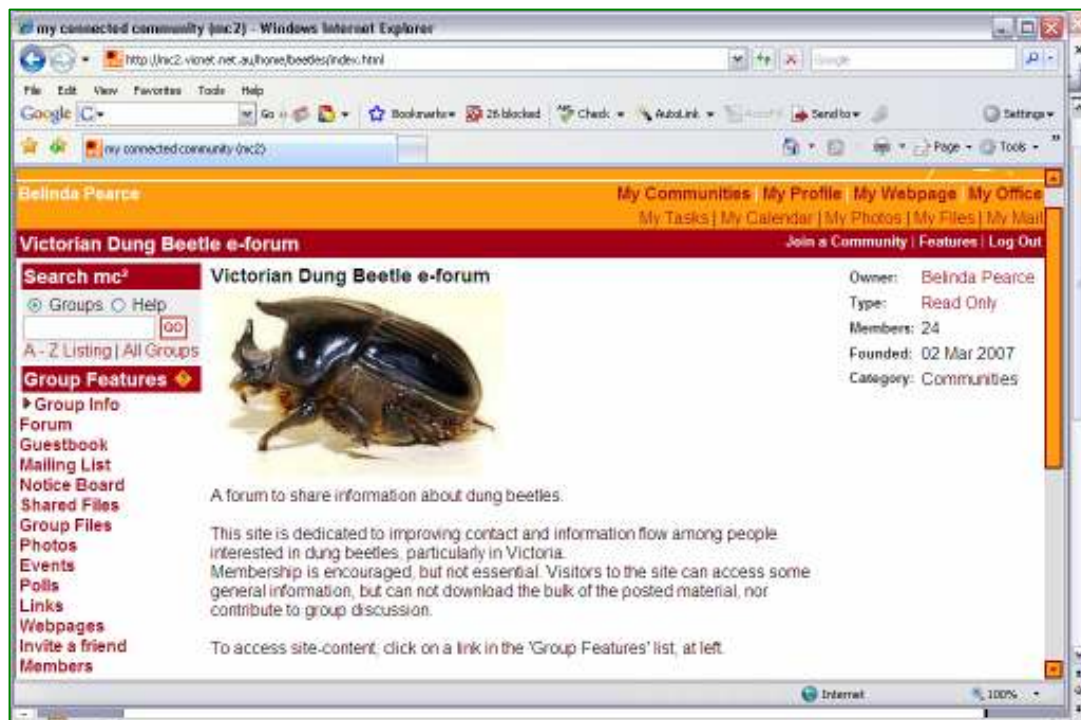 my connected community (mc2) - Windows Internet Explorer
http://mc2.vicnet.net.au/home/beetles/index.html
Google
File Edit View Favorites Tools Help
Google Go Bookmarks 26 blocked Check AutoLink Send to Settings
my connected community (mc2) Page Tools
Belinda Pearce My Communities | My Profile | My Webpage | My Office
My Tasks | My Calendar | My Photos | My Files | My Mail
Victorian Dung Beetle e-forum Join a Community | Features | Log Out
Search mc²
Groups Help
GO
A - Z Listing | All Groups
Group Features
Group Info
Forum
Guestbook
Mailing List
Notice Board
Shared Files
Group Files
Photos
Events
Polls
Links
Webpages
Invite a friend
Members
Victorian Dung Beetle e-forum
Owner: Belinda Pearce
Type: Read Only
Members: 24
Founded: 02 Mar 2007
Category: Communities
A forum to share information about dung beetles.
This site is dedicated to improving contact and information flow among people
interested in dung beetles, particularly in Victoria.
Membership is encouraged, but not essential. Visitors to the site can access some
general information, but can not download the bulk of the posted material, nor
contribute to group discussion.
To access site-content, click on a link in the 'Group Features' list, at left.
Internet 100%